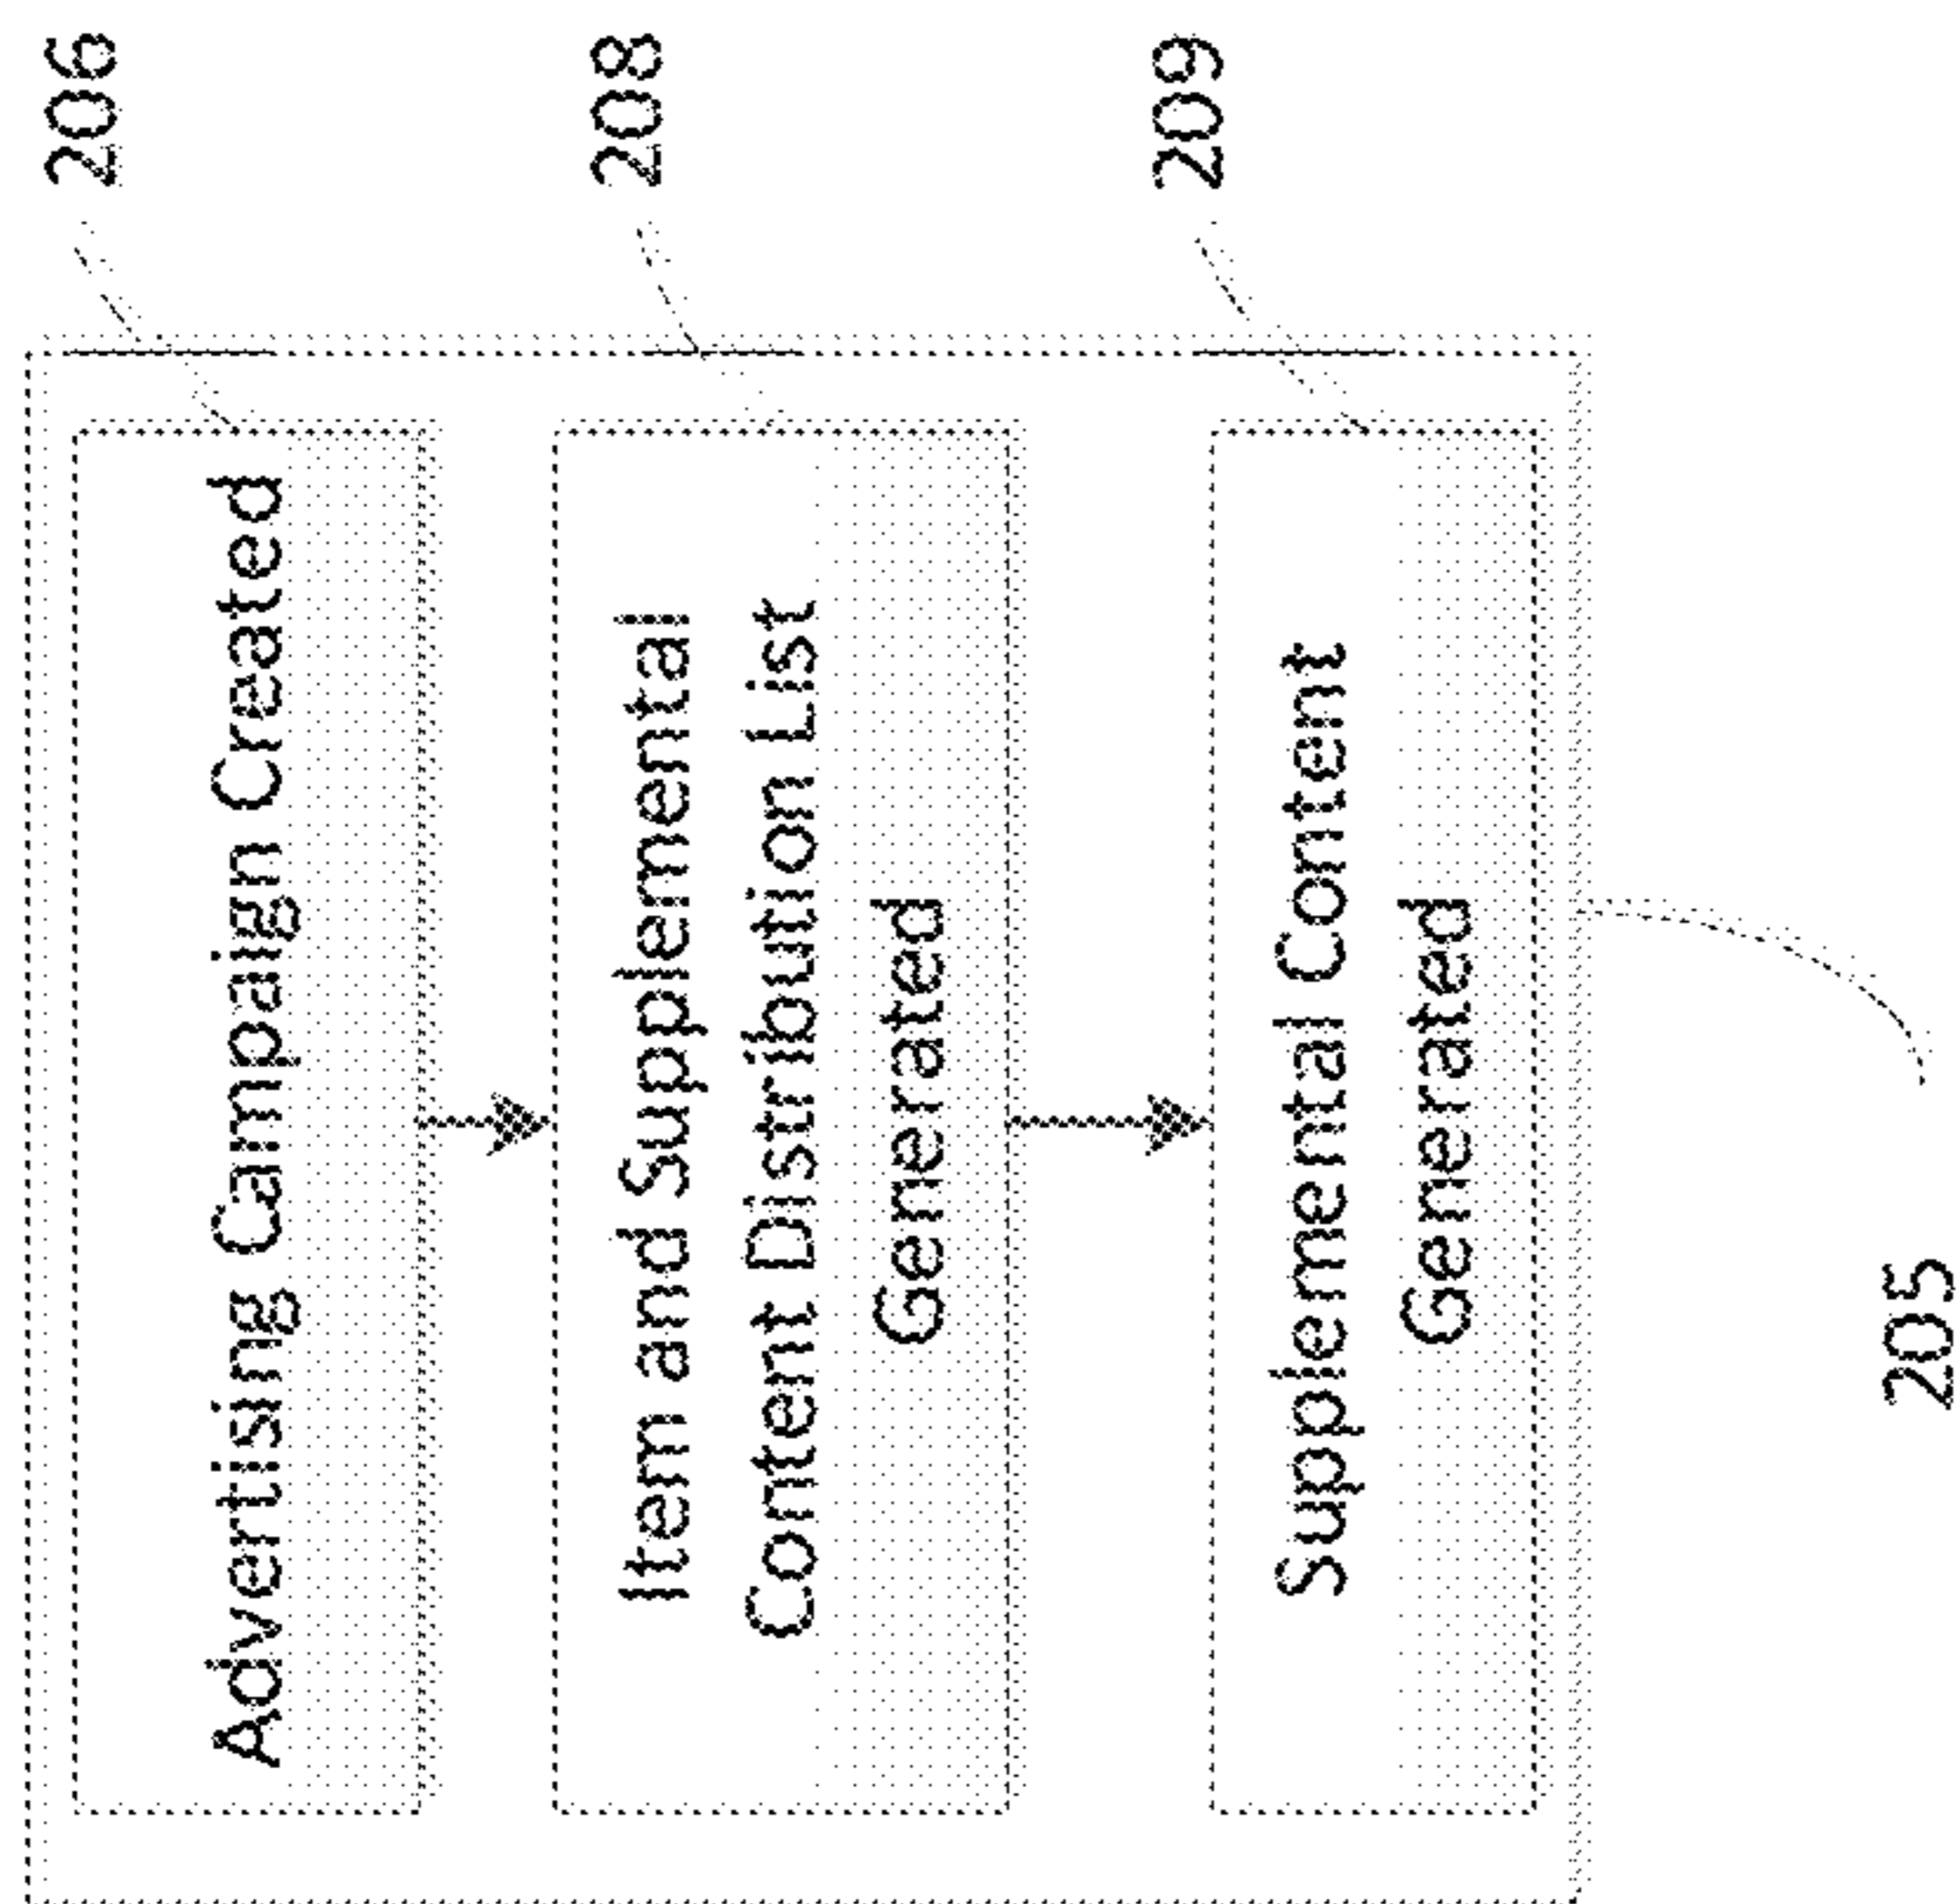 Advertising Campaign Created
206
Item and Supplemental
Content Distribution List
Generated
208
Supplemental Content
Generated
209
205